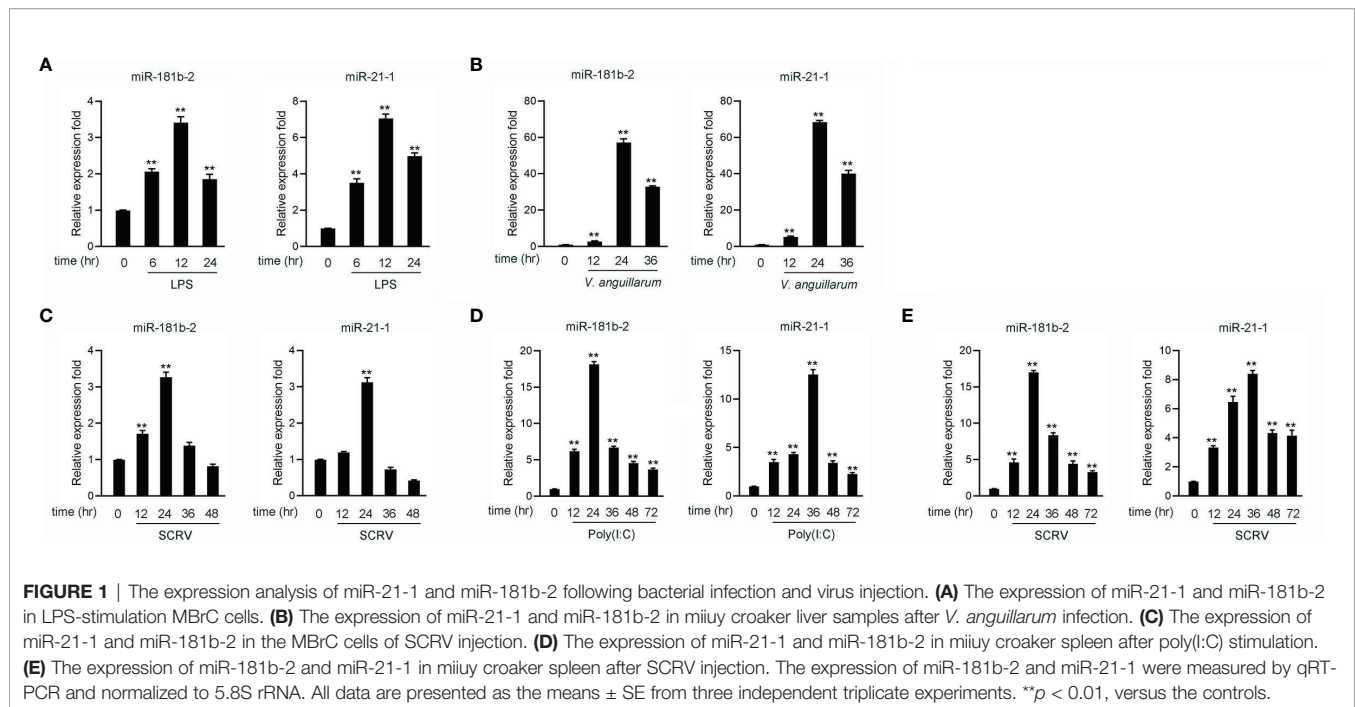 A
miR-181b-2
Relative expression fold
4
3
2
1
0
**
**
**
time (hr) 0 6 12 24
LPS
miR-21-1
Relative expression fold
8
6
4
2
0
**
**
**
time (hr) 0 6 12 24
LPS
B
miR-181b-2
Relative expression fold
80
60
40
20
0
**
**
**
time (hr) 0 12 24 36
V. anguillarum
miR-21-1
Relative expression fold
80
60
40
20
0
**
**
**
time (hr) 0 12 24 36
V. anguillarum
C
miR-181b-2
Relative expression fold
4
3
2
1
0
**
**
time (hr) 0 12 24 36 48
SCRV
miR-21-1
Relative expression fold
4
3
2
1
0
**
time (hr) 0 12 24 36 48
SCRV
D
miR-181b-2
Relative expression fold
20
15
10
5
0
**
**
**
**
**
time (hr) 0 12 24 36 48 72
Poly(I:C)
miR-21-1
Relative expression fold
15
10
5
0
**
**
**
**
**
time (hr) 0 12 24 36 48 72
Poly(I:C)
E
miR-181b-2
Relative expression fold
20
15
10
5
0
**
**
**
**
**
time (hr) 0 12 24 36 48 72
SCRV
miR-21-1
Relative expression fold
10
8
6
4
2
0
**
**
**
**
**
time (hr) 0 12 24 36 48 72
SCRV
FIGURE 1 | The expression analysis of miR-21-1 and miR-181b-2 following bacterial infection and virus injection. (A) The expression of miR-21-1 and miR-181b-2
in LPS-stimulation MBrC cells. (B) The expression of miR-21-1 and miR-181b-2 in miiuy croaker liver samples after V. anguillarum infection. (C) The expression of
miR-21-1 and miR-181b-2 in the MBrC cells of SCRV injection. (D) The expression of miR-21-1 and miR-181b-2 in miiuy croaker spleen after poly(I:C) stimulation.
(E) The expression of miR-181b-2 and miR-21-1 in miiuy croaker spleen after SCRV injection. The expression of miR-181b-2 and miR-21-1 were measured by qRT-
PCR and normalized to 5.8S rRNA. All data are presented as the means ± SE from three independent triplicate experiments. **p < 0.01, versus the controls.